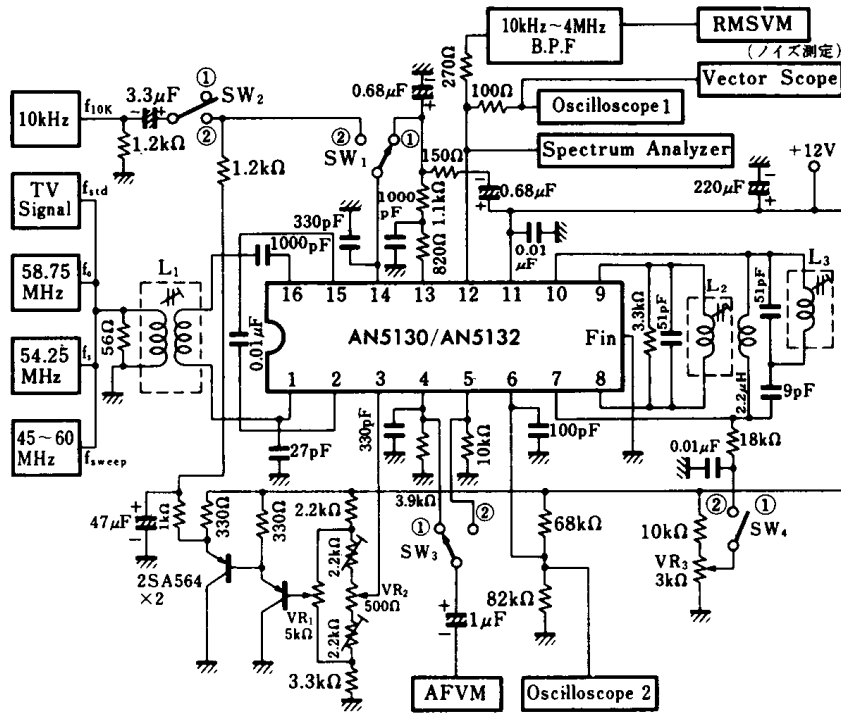 10kHz~4MHz
B.P.F
RMSVM
(ノイズ測定)
270Ω
100Ω
Vector Scope
Oscilloscope 1
Spectrum Analyzer
0.68μF
3.3μF
①
SW₂
②
10kHz
f₁₀ₖ
1.2kΩ
1.2kΩ
②
①
SW₁
150Ω
0.68μF
220μF
+12V
TV
Signal
f_std
330pF
1000
pF
1.1kΩ
820Ω
0.01
μF
1000pF
L₁
58.75
MHz
f₀
56Ω
54.25
MHz
fₛ
45~60
MHz
f_sweep
0.01μF
16
15
14
13
12
11
10
9
AN5130/AN5132
Fin
1
2
3
4
5
6
7
8
3.3kΩ
51pF
L₂
2.2μH
51pF
L₃
9pF
27pF
330pF
3.9kΩ
10kΩ
100pF
18kΩ
0.01μF
47μF
1kΩ
330Ω
330Ω
2.2kΩ
2.2kΩ
VR₂
500Ω
VR₁
5kΩ
2.2kΩ
3.3kΩ
2SA564
×2
①
②
SW₃
1μF
68kΩ
82kΩ
10kΩ
VR₃
3kΩ
②
①
SW₄
AFVM
Oscilloscope 2